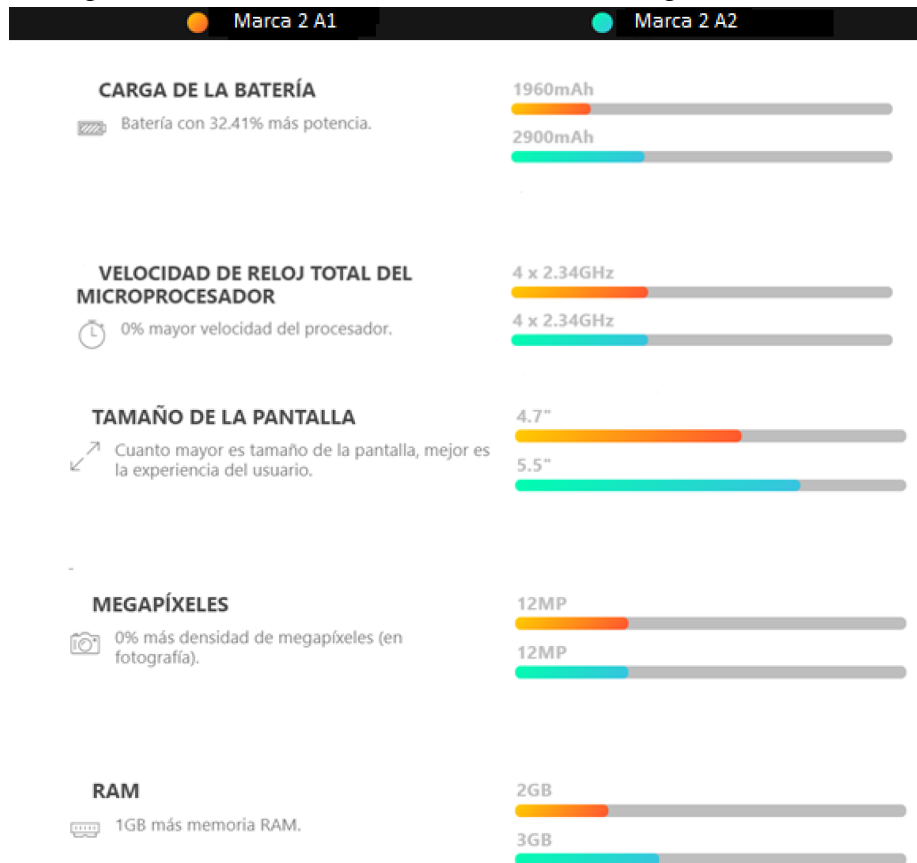 Marca 2 A1
Marca 2 A2
CARGA DE LA BATERÍA
Batería con 32.41% más potencia.
1960mAh
2900mAh
VELOCIDAD DE RELOJ TOTAL DEL
MICROPROCESADOR
0% mayor velocidad del procesador.
4 x 2.34GHz
4 x 2.34GHz
TAMAÑO DE LA PANTALLA
Cuanto mayor es tamaño de la pantalla, mejor es
la experiencia del usuario.
4.7"
5.5"
MEGAPÍXELES
0% más densidad de megapíxeles (en
fotografía).
12MP
12MP
RAM
1GB más memoria RAM.
2GB
3GB